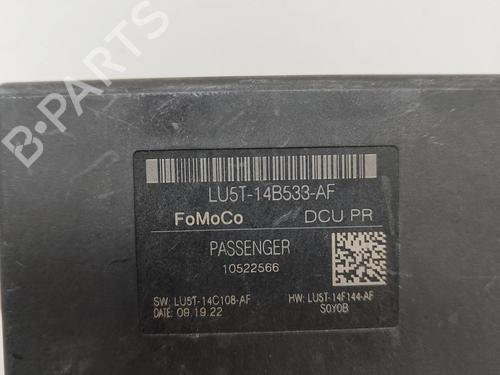 B-PARTS
LU5T-14B533-AF
FoMoCo DCU PR
PASSENGER
10522566
SW: LU5T-14C108-AF HW: LU5T-14F144-AF
DATE: 09.19.22 S0Y0B